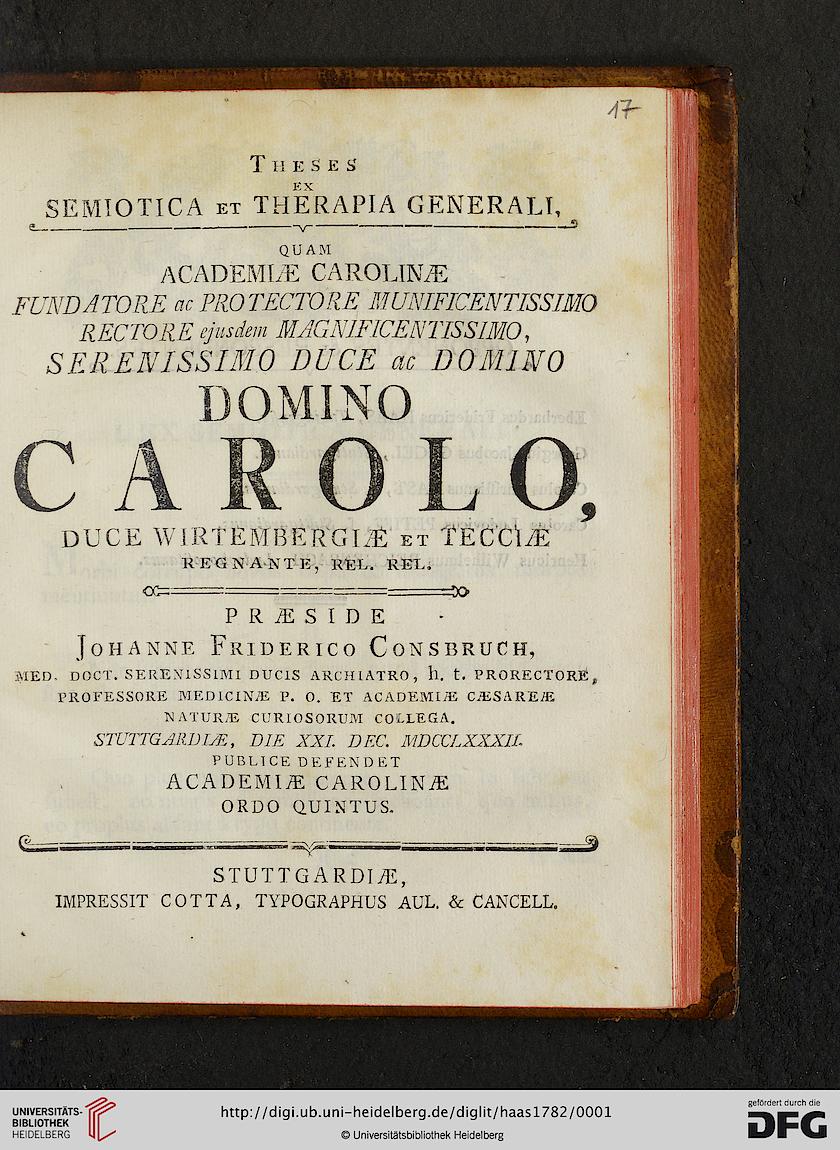 17
THESES
EX
SEMIOTICA ET THERAPIA GENERALI,
QUAM
ACADEMIÆ CAROLINÆ
FUNDATORE ac PROTECTORE MUNIFICENTISSIMO
RECTORE ejusdem MAGNIFICENTISSIMO,
SERENISSIMO DUCE ac DOMINO
DOMINO
CAROLO,
DUCE WIRTEMBERGIÆ ET TECCIÆ
REGNANTE, REL. REL.
PRÆSIDE
JOHANNE FRIDERICO CONSBRUCH,
MED. DOCT. SERENISSIMI DUCIS ARCHIATRO, h. t. PRORECTORE,
PROFESSORE MEDICINÆ P. O. ET ACADEMIÆ CÆSAREÆ
NATURÆ CURIOSORUM COLLEGA.
STUTTGARDIÆ, DIE XXI. DEC. MDCCLXXXII.
PUBLICE DEFENDET
ACADEMIÆ CAROLINÆ
ORDO QUINTUS.
STUTTGARDIÆ,
IMPRESSIT COTTA, TYPOGRAPHUS AUL. & CANCELL.
UNIVERSITÄTS-
BIBLIOTHEK
HEIDELBERG
http://digi.ub.uni-heidelberg.de/diglit/haas1782/0001
© Universitätsbibliothek Heidelberg
gefördert durch die
DFG